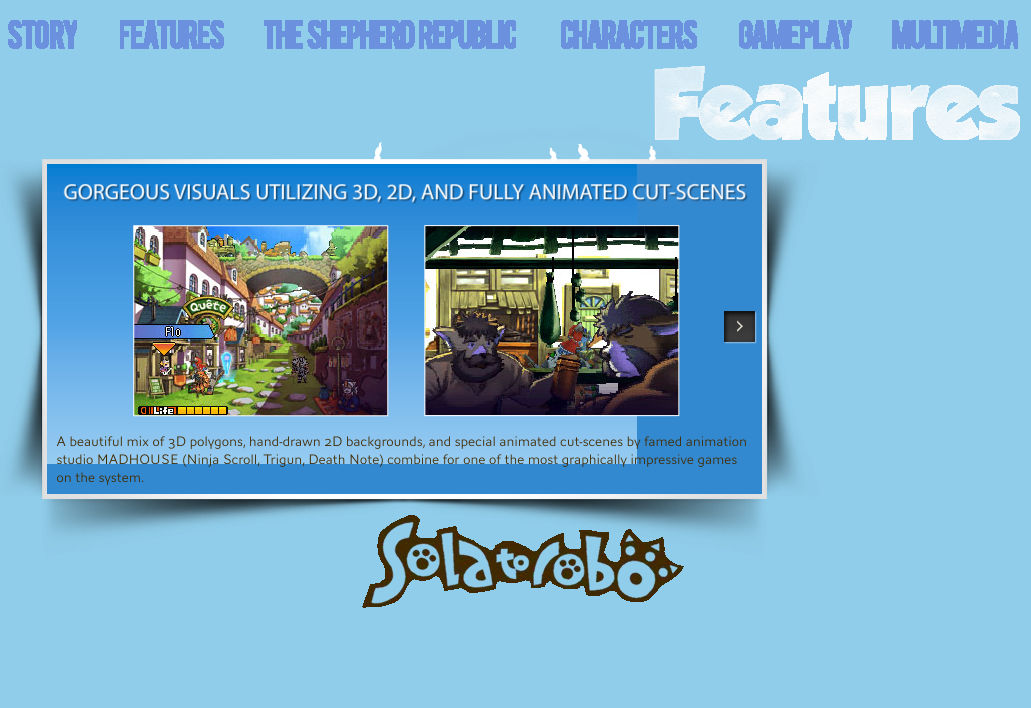 STORY FEATURES THE SHEPHERD REPUBLIC CHARACTERS GAMEPLAY MULTIMEDIA
Features
GORGEOUS VISUALS UTILIZING 3D, 2D, AND FULLY ANIMATED CUT-SCENES
Quête
Flo
Life
A beautiful mix of 3D polygons, hand-drawn 2D backgrounds, and special animated cut-scenes by famed animation
studio MADHOUSE (Ninja Scroll, Trigun, Death Note) combine for one of the most graphically impressive games
on the system.
Solatorobo